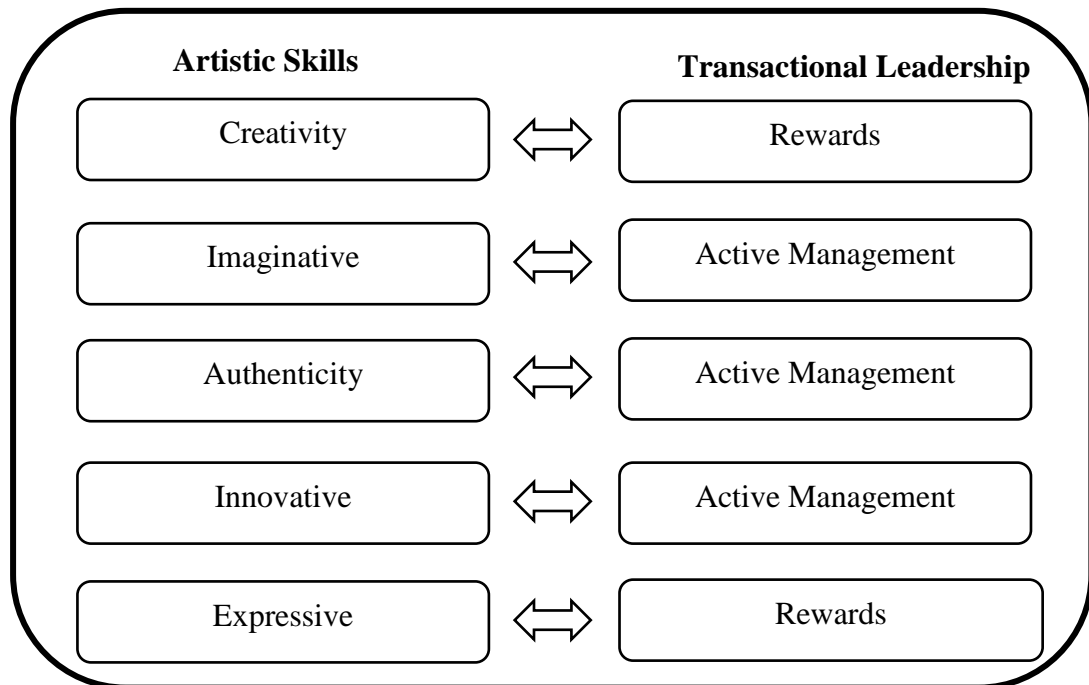 Artistic Skills
Transactional Leadership
Creativity
Rewards
Imaginative
Active Management
Authenticity
Active Management
Innovative
Active Management
Expressive
Rewards